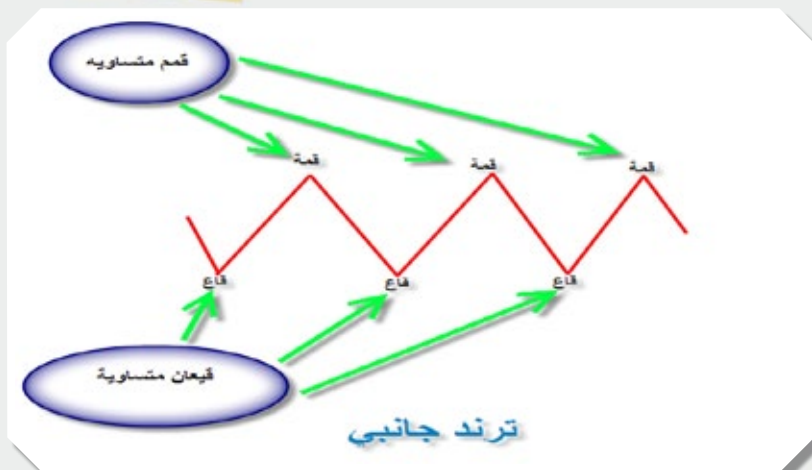 قمم متساويه
قمة
قمة
قمة
قاع
قاع
قاع
قيعان متساوية
ترند جانبي